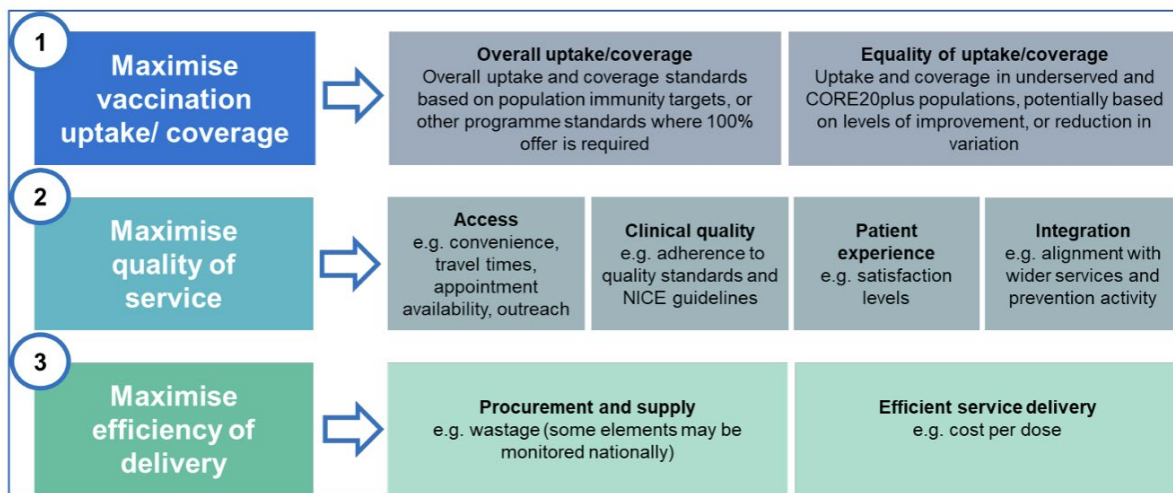 1
Maximise
vaccination
uptake/ coverage
Overall uptake/coverage
Overall uptake and coverage standards
based on population immunity targets, or
other programme standards where 100%
offer is required
Equality of uptake/coverage
Uptake and coverage in underserved and
CORE20plus populations, potentially based
on levels of improvement, or reduction in
variation
2
Maximise
quality of
service
Access
e.g. convenience,
travel times,
appointment
availability, outreach
Clinical quality
e.g. adherence to
quality standards and
NICE guidelines
Patient
experience
e.g. satisfaction
levels
Integration
e.g. alignment with
wider services and
prevention activity
3
Maximise
efficiency of
delivery
Procurement and supply
e.g. wastage (some elements may be
monitored nationally)
Efficient service delivery
e.g. cost per dose